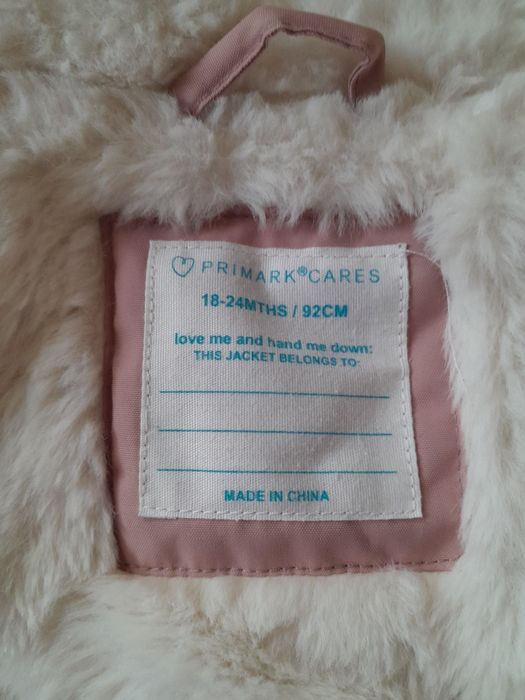 PRIMARK®CARES
18-24MTHS / 92CM
love me and hand me down:
THIS JACKET BELONGS TO-
MADE IN CHINA